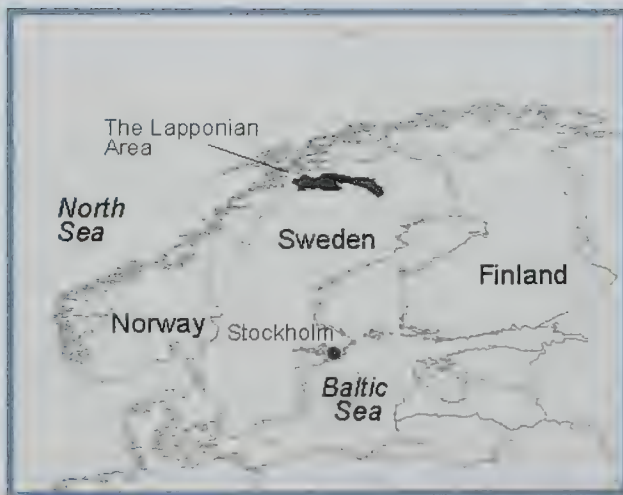 The Lapponian
Area
North
Sea
Sweden
Finland
Norway
Stockholm
Baltic
Sea